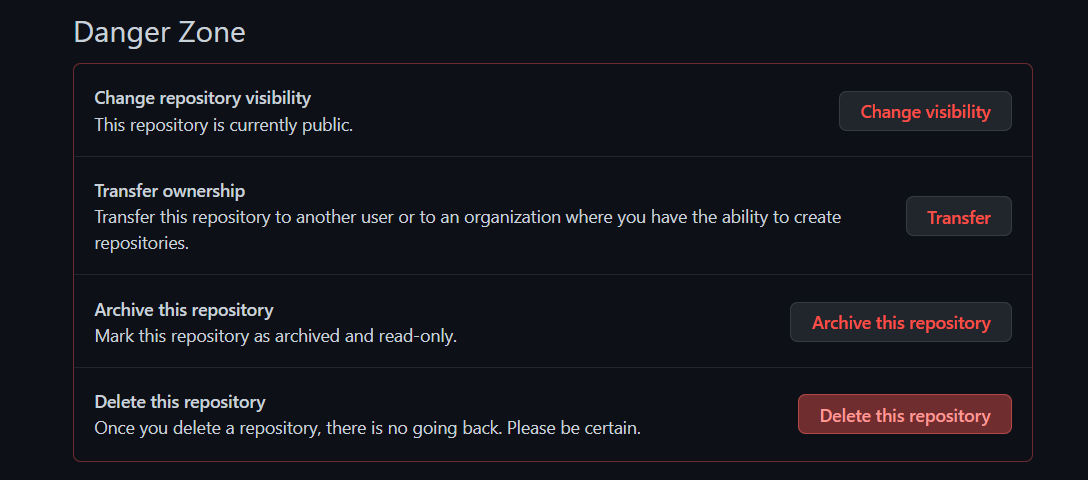 Danger Zone
Change repository visibility
This repository is currently public.
Change visibility
Transfer ownership
Transfer this repository to another user or to an organization where you have the ability to create
repositories.
Transfer
Archive this repository
Mark this repository as archived and read-only.
Archive this repository
Delete this repository
Once you delete a repository, there is no going back. Please be certain.
Delete this repository